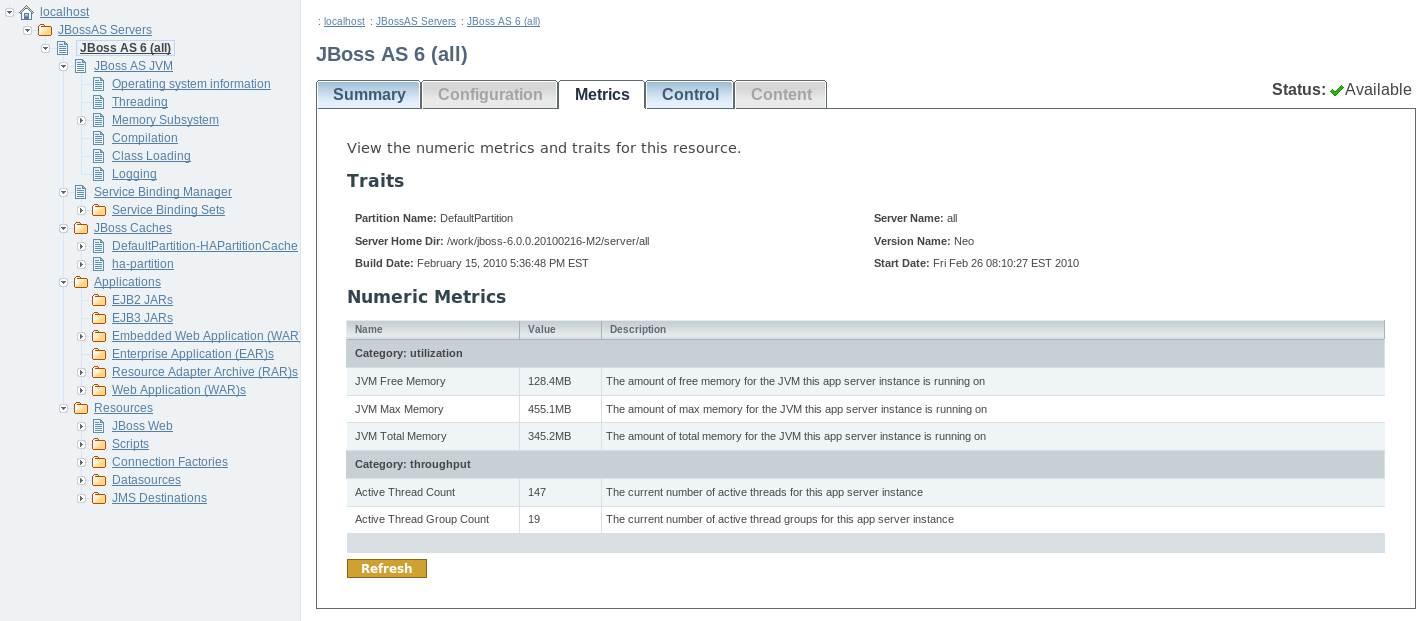 localhost
JBossAS Servers
JBoss AS 6 (all)
JBoss AS JVM
Operating system information
Threading
Memory Subsystem
Compilation
Class Loading
Logging
Service Binding Manager
Service Binding Sets
JBoss Caches
DefaultPartition-HAPartitionCache
ha-partition
Applications
EJB2 JARs
EJB3 JARs
Embedded Web Application (WAR)
Enterprise Application (EAR)s
Resource Adapter Archive (RAR)s
Web Application (WAR)s
Resources
JBoss Web
Scripts
Connection Factories
Datasources
JMS Destinations
: localhost : JBossAS Servers : JBoss AS 6 (all)
JBoss AS 6 (all)
Summary Configuration Metrics Control Content
Status: Available
View the numeric metrics and traits for this resource.
Traits
Partition Name: DefaultPartition Server Name: all
Server Home Dir: /work/jboss-6.0.0.20100216-M2/server/all Version Name: Neo
Build Date: February 15, 2010 5:36:48 PM EST Start Date: Fri Feb 26 08:10:27 EST 2010
Numeric Metrics
Name Value Description
Category: utilization
JVM Free Memory 128.4MB The amount of free memory for the JVM this app server instance is running on
JVM Max Memory 455.1MB The amount of max memory for the JVM this app server instance is running on
JVM Total Memory 345.2MB The amount of total memory for the JVM this app server instance is running on
Category: throughput
Active Thread Count 147 The current number of active threads for this app server instance
Active Thread Group Count 19 The current number of active thread groups for this app server instance
Refresh